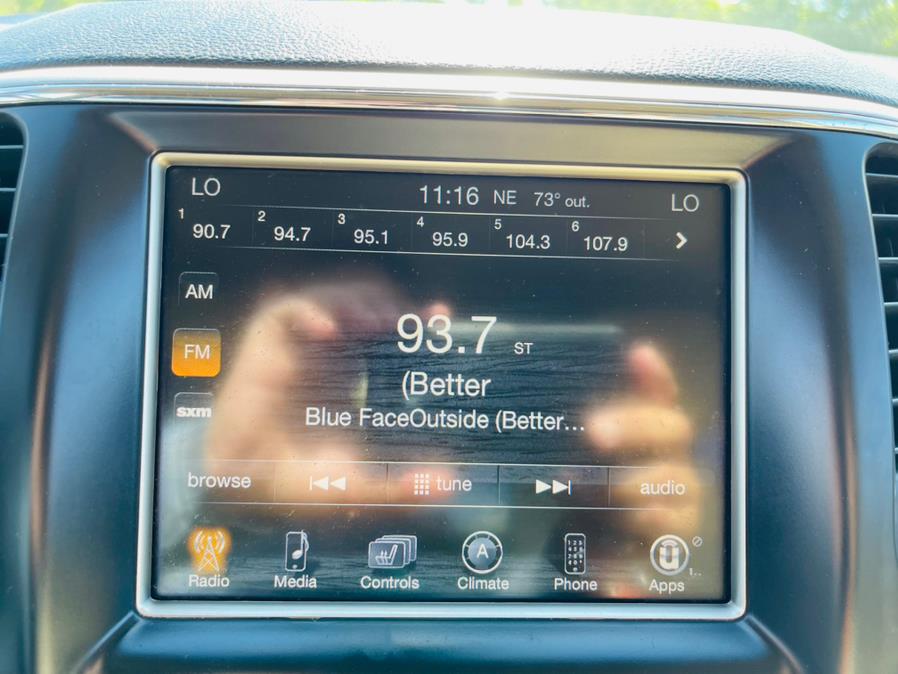 LO 11:16 NE 73° out. LO
1 90.7 2 94.7 3 95.1 4 95.9 5 104.3 6 107.9
AM
FM
sxm
93.7 ST
(Better
Blue FaceOutside (Better...
browse tune audio
A
Radio Media Controls Climate Phone Apps